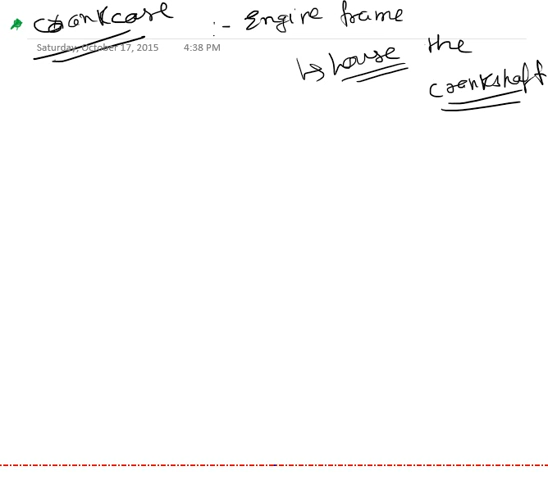 Crankcase :- Engine frame
Saturday, October 17, 2015 4:38 PM
↳ house the
crankshaft